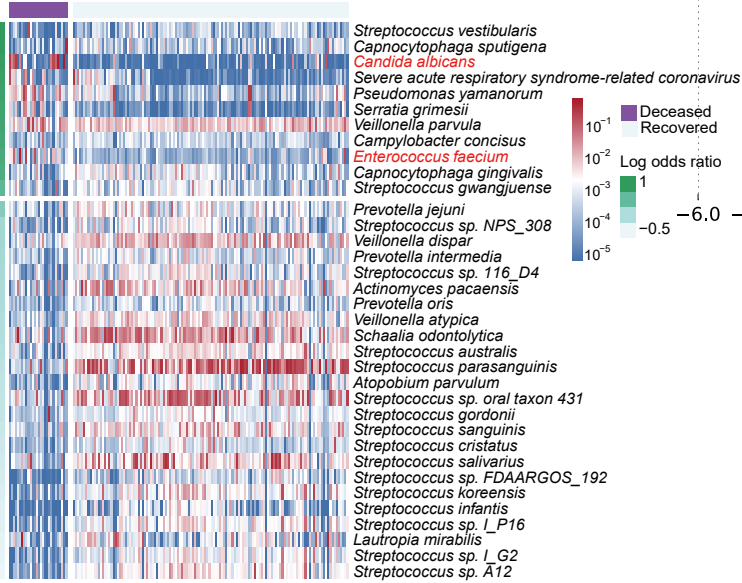 Streptococcus vestibularis
Capnocytophaga sputigena
Candida albicans
Severe acute respiratory syndrome-related coronavirus
Pseudomonas yamanorum
Serratia grimesii
Veillonella parvula
Campylobacter concisus
Enterococcus faecium
Capnocytophaga gingivalis
Streptococcus gwangjuense
Prevotella jejuni
Streptococcus sp. NPS_308
Veillonella dispar
Prevotella intermedia
Streptococcus sp. 116_D4
Actinomyces pacaensis
Prevotella oris
Veillonella atypica
Schaalia odontolytica
Streptococcus australis
Streptococcus parasanguinis
Atopobium parvulum
Streptococcus sp. oral taxon 431
Streptococcus gordonii
Streptococcus sanguinis
Streptococcus cristatus
Streptococcus salivarius
Streptococcus sp. FDAARGOS_192
Streptococcus koreensis
Streptococcus infantis
Streptococcus sp. I_P16
Lautropia mirabilis
Streptococcus sp. I_G2
Streptococcus sp. A12
10⁻¹
10⁻²
10⁻³
10⁻⁴
10⁻⁵
Deceased
Recovered
Log odds ratio
1
−0.5
−6.0